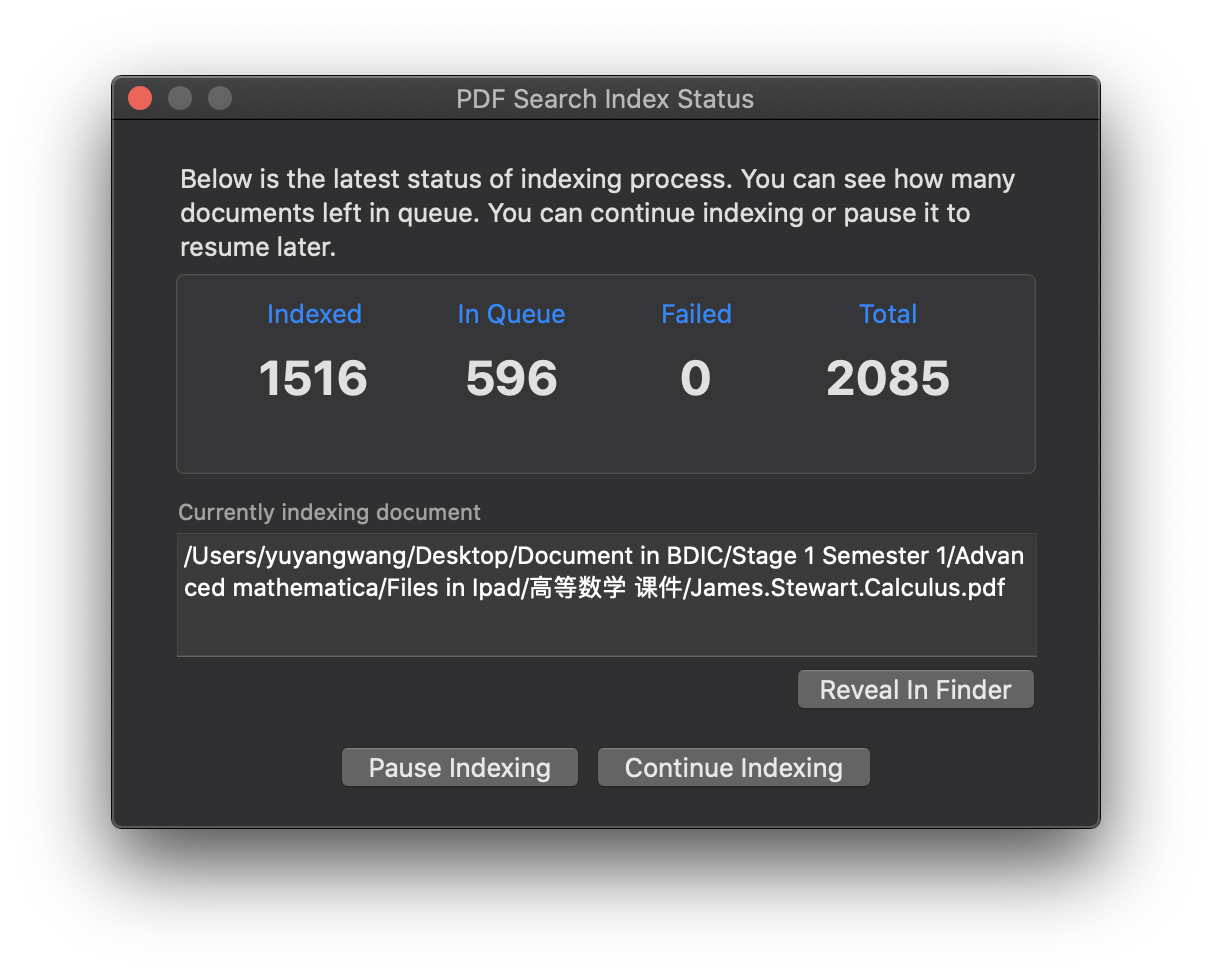 PDF Search Index Status
Below is the latest status of indexing process. You can see how many
documents left in queue. You can continue indexing or pause it to
resume later.
Indexed In Queue Failed Total
1516 596 0 2085
Currently indexing document
/Users/yuyangwang/Desktop/Document in BDIC/Stage 1 Semester 1/Advan
ced mathematica/Files in Ipad/高等数学 课件/James.Stewart.Calculus.pdf
Reveal In Finder
Pause Indexing Continue Indexing